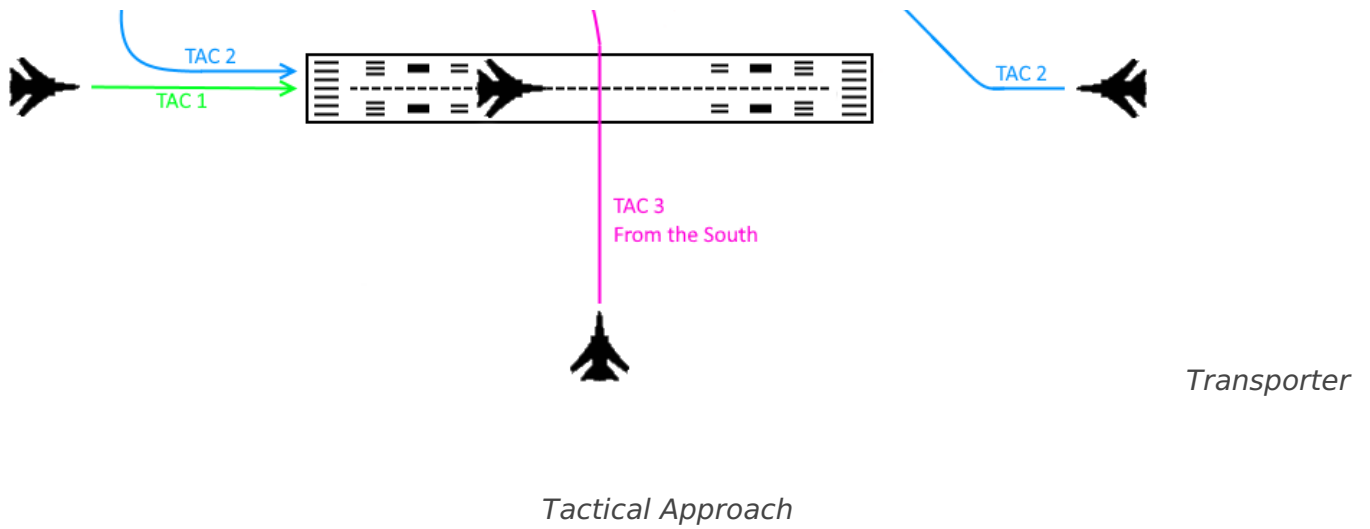 TAC 2
TAC 1
TAC 2
TAC 3
From the South
Transporter
Tactical Approach